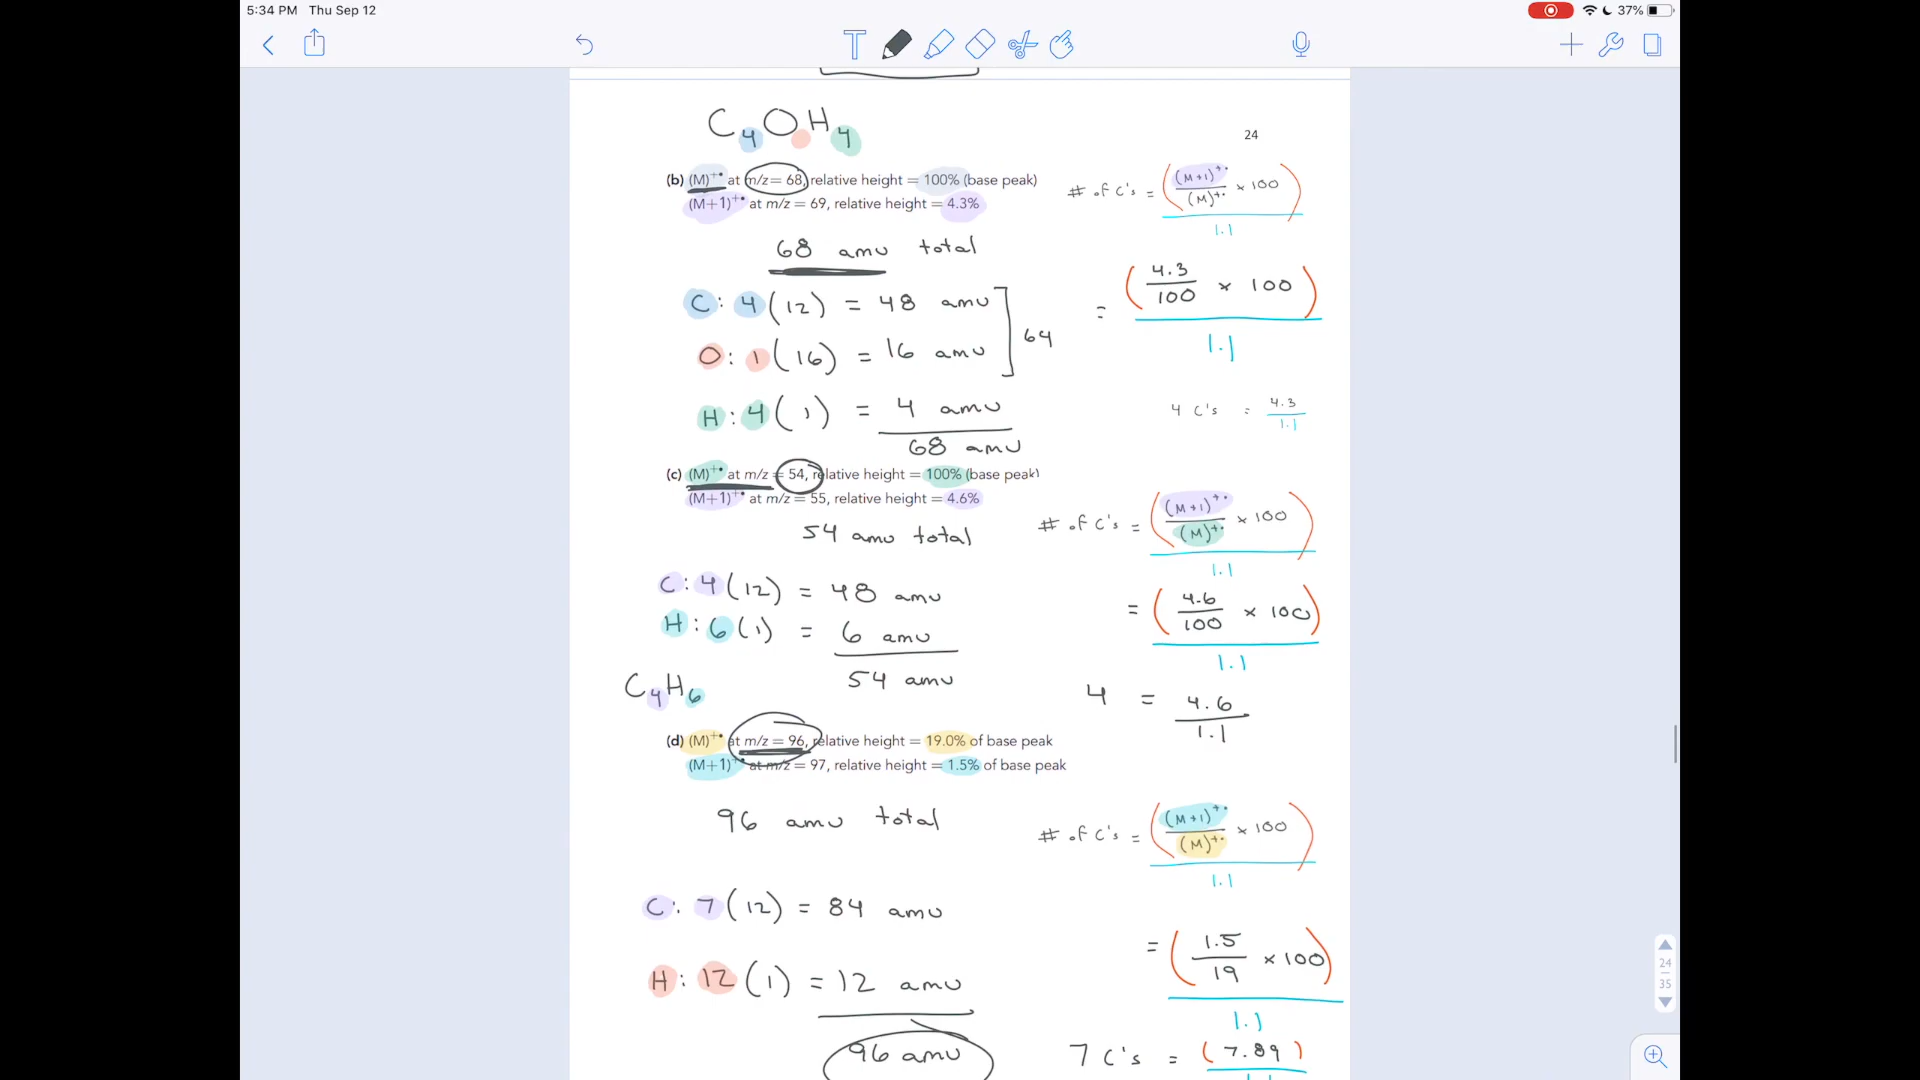 5:34 PM Thu Sep 12
37%
T
C4OH4
24
(b) (M)+• at m/z= 68, relative height = 100% (base peak)
(M+1)+• at m/z = 69, relative height = 4.3%
# of C's = ((M+1)+• / (M)+• × 100) / 1.1
68 amu total
= (4.3 / 100 × 100) / 1.1
C: 4(12) = 48 amu
O: 1(16) = 16 amu
64
H: 4(1) = 4 amu
68 amu
4 C's = 4.3 / 1.1
(c) (M)+• at m/z = 54, relative height = 100% (base peak)
(M+1)+• at m/z = 55, relative height = 4.6%
# of C's = ((M+1)+• / (M)+• × 100) / 1.1
54 amu total
C: 4(12) = 48 amu
H: 6(1) = 6 amu
54 amu
= (4.6 / 100 × 100) / 1.1
C4H6
4 = 4.6 / 1.1
(d) (M)+• at m/z = 96, relative height = 19.0% of base peak
(M+1)+• at m/z = 97, relative height = 1.5% of base peak
96 amu total
# of C's = ((M+1)+• / (M)+• × 100) / 1.1
C: 7(12) = 84 amu
H: 12(1) = 12 amu
96 amu
= (1.5 / 19 × 100) / 1.1
7 C's = (7.89)
24
35